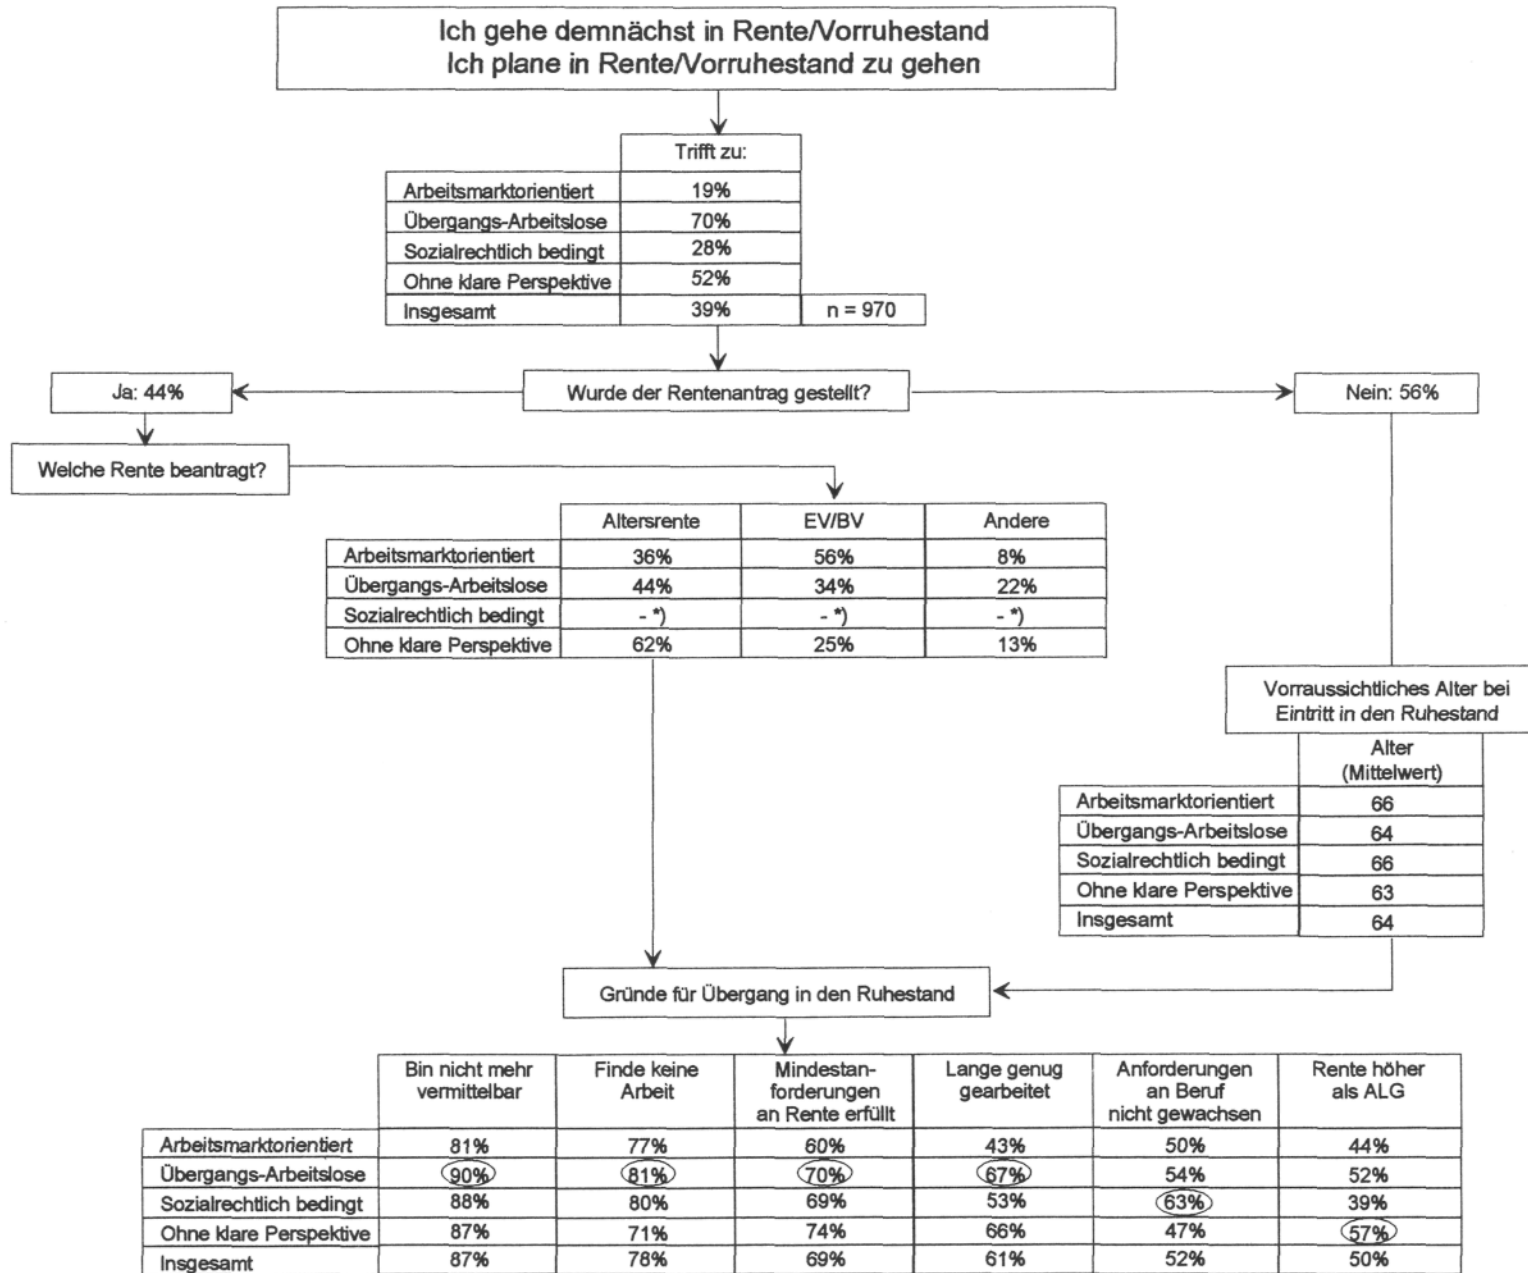 Ich gehe demnächst in Rente/Vorruhestand
Ich plane in Rente/Vorruhestand zu gehen
Trifft zu:
Arbeitsmarktorientiert 19%
Übergangs-Arbeitslose 70%
Sozialrechtlich bedingt 28%
Ohne klare Perspektive 52%
Insgesamt 39% n = 970
Ja: 44% Wurde der Rentenantrag gestellt? Nein: 56%
Welche Rente beantragt?
Altersrente EV/BV Andere
Arbeitsmarktorientiert 36% 56% 8%
Übergangs-Arbeitslose 44% 34% 22%
Sozialrechtlich bedingt - *) - *) - *)
Ohne klare Perspektive 62% 25% 13%
Vorraussichtliches Alter bei
Eintritt in den Ruhestand
Alter
(Mittelwert)
Arbeitsmarktorientiert 66
Übergangs-Arbeitslose 64
Sozialrechtlich bedingt 66
Ohne klare Perspektive 63
Insgesamt 64
Gründe für Übergang in den Ruhestand
Bin nicht mehr Finde keine Mindestan- Lange genug Anforderungen Rente höher
vermittelbar Arbeit forderungen gearbeitet an Beruf als ALG
an Rente erfüllt nicht gewachsen
Arbeitsmarktorientiert 81% 77% 60% 43% 50% 44%
Übergangs-Arbeitslose 90% 81% 70% 67% 54% 52%
Sozialrechtlich bedingt 88% 80% 69% 53% 63% 39%
Ohne klare Perspektive 87% 71% 74% 66% 47% 57%
Insgesamt 87% 78% 69% 61% 52% 50%